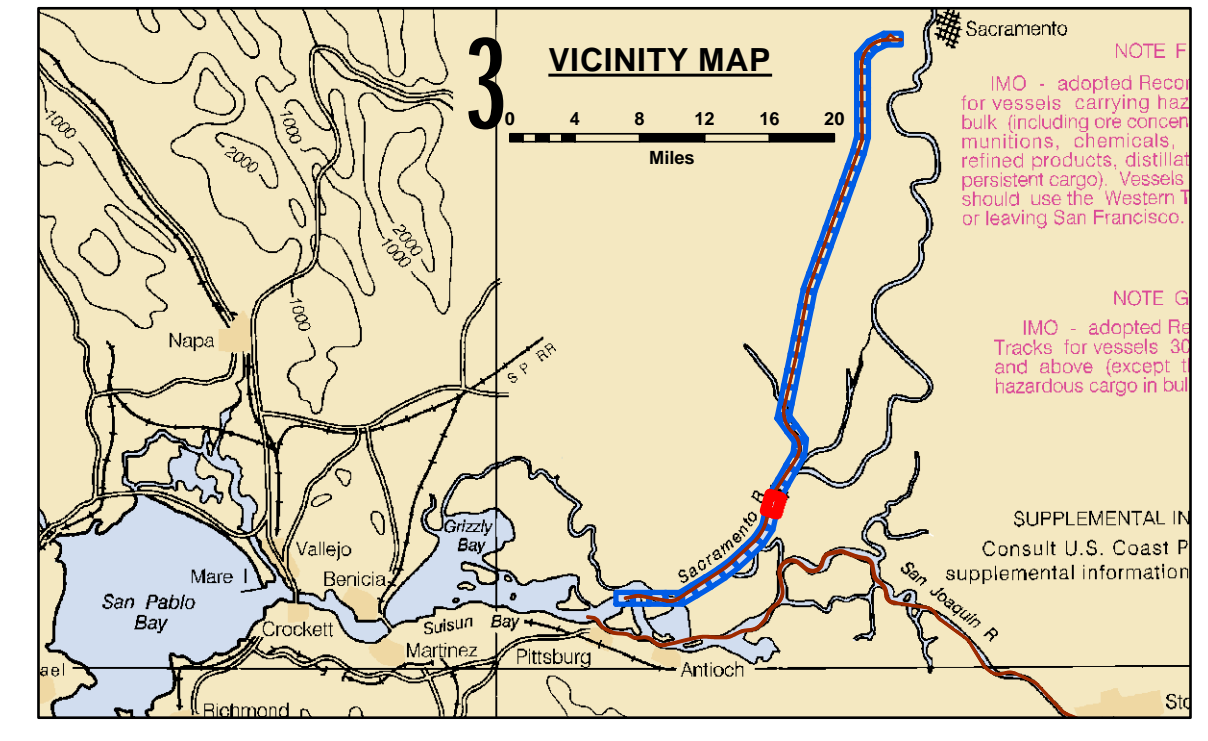 3
VICINITY MAP
0 4 8 12 16 20
Miles
Sacramento
NOTE F
IMO - adopted Recor
for vessels carrying haz
bulk (including ore concen
munitions, chemicals,
refined products, distillat
persistent cargo). Vessels
should use the Western T
or leaving San Francisco.
NOTE G
IMO - adopted Re
Tracks for vessels 30
and above (except t
hazardous cargo in bul
SUPPLEMENTAL IN
Consult U.S. Coast P
supplemental information
1000
2000
1000
2000
1000
1000
Napa
S P RR
Grizzly
Bay
Sacramento R
Vallejo
Mare I
Benicia
San Pablo
Bay
Crockett
Suisun Bay
Martinez
Pittsburg
Antioch
San Joaquin R
ael
Richmond
Sto